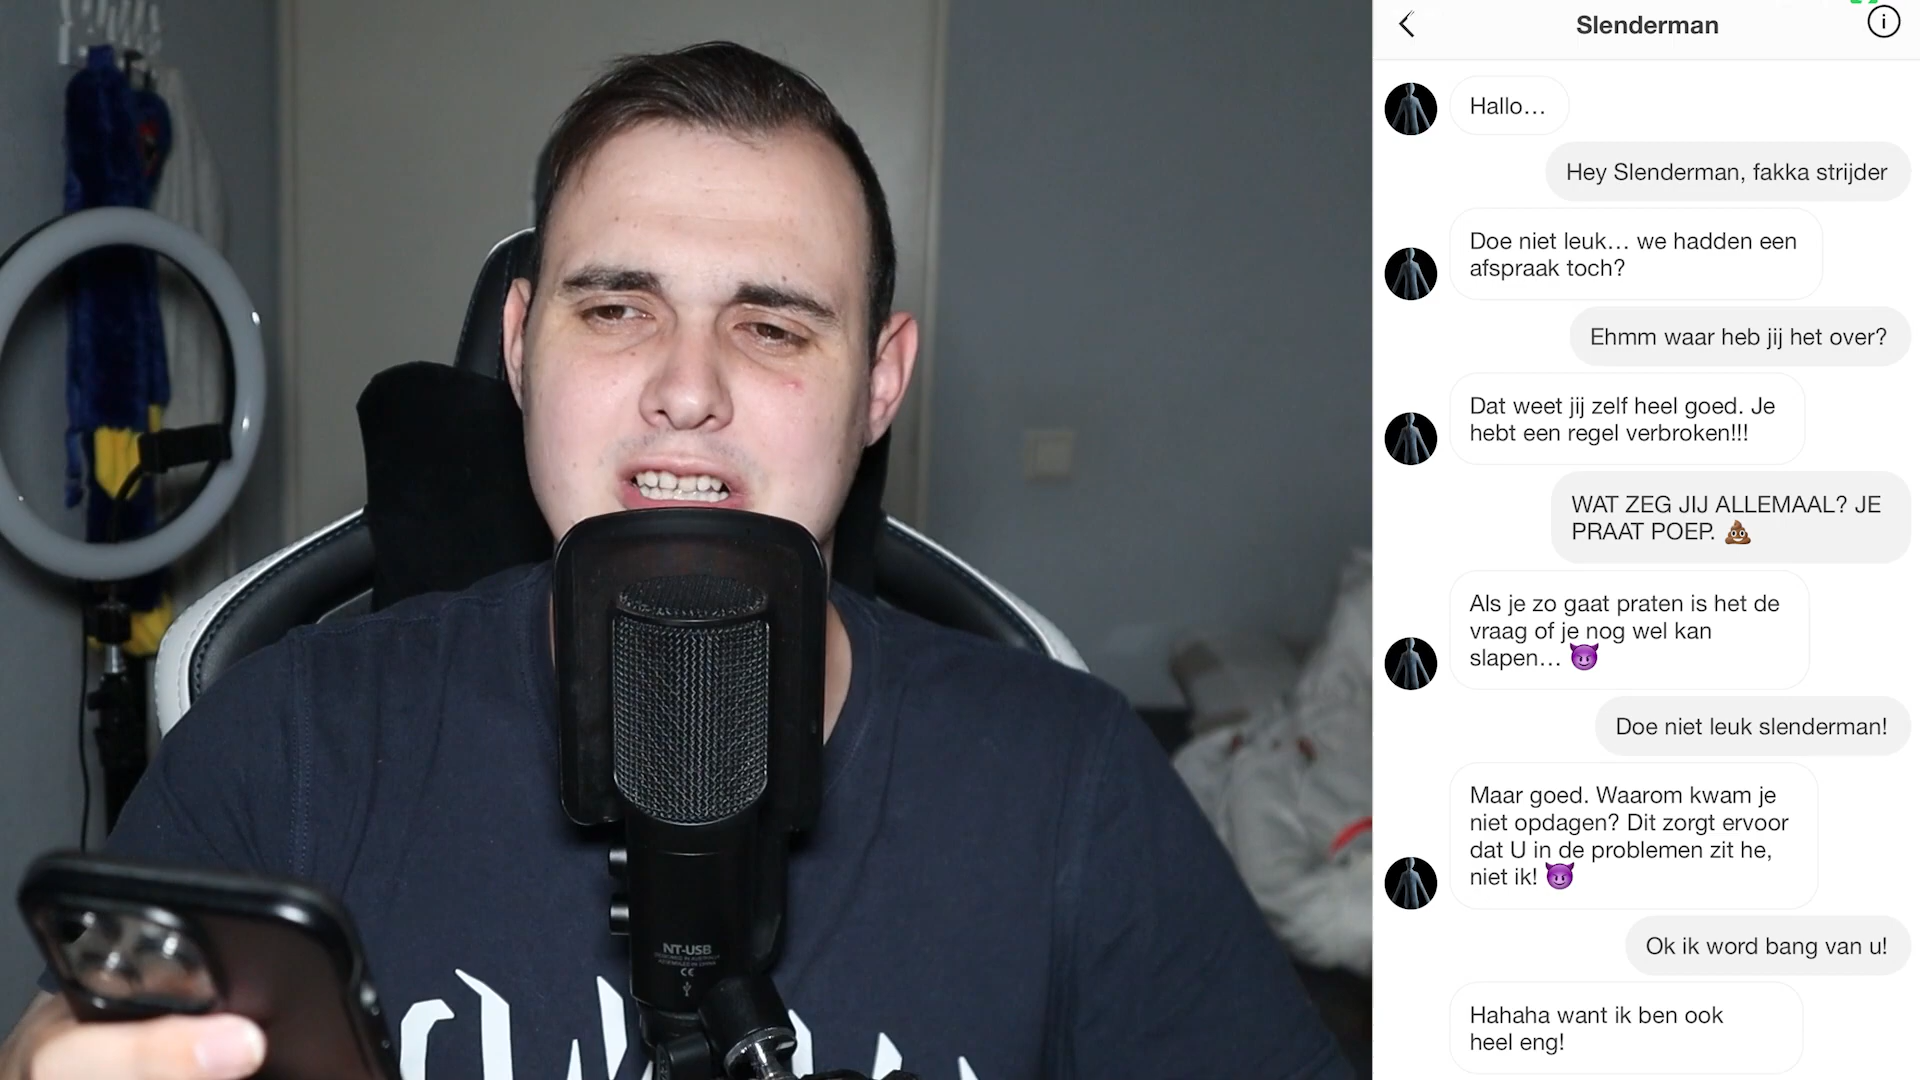 Slenderman
Hallo...
Hey Slenderman, fakka strijder
Doe niet leuk... we hadden een
afspraak toch?
Ehmm waar heb jij het over?
Dat weet jij zelf heel goed. Je
hebt een regel verbroken!!!
WAT ZEG JIJ ALLEMAAL? JE
PRAAT POEP. 💩
Als je zo gaat praten is het de
vraag of je nog wel kan
slapen... 😈
Doe niet leuk slenderman!
Maar goed. Waarom kwam je
niet opdagen? Dit zorgt ervoor
dat U in de problemen zit he,
niet ik! 😈
Ok ik word bang van u!
Hahaha want ik ben ook
heel eng!
NT-USB
CE